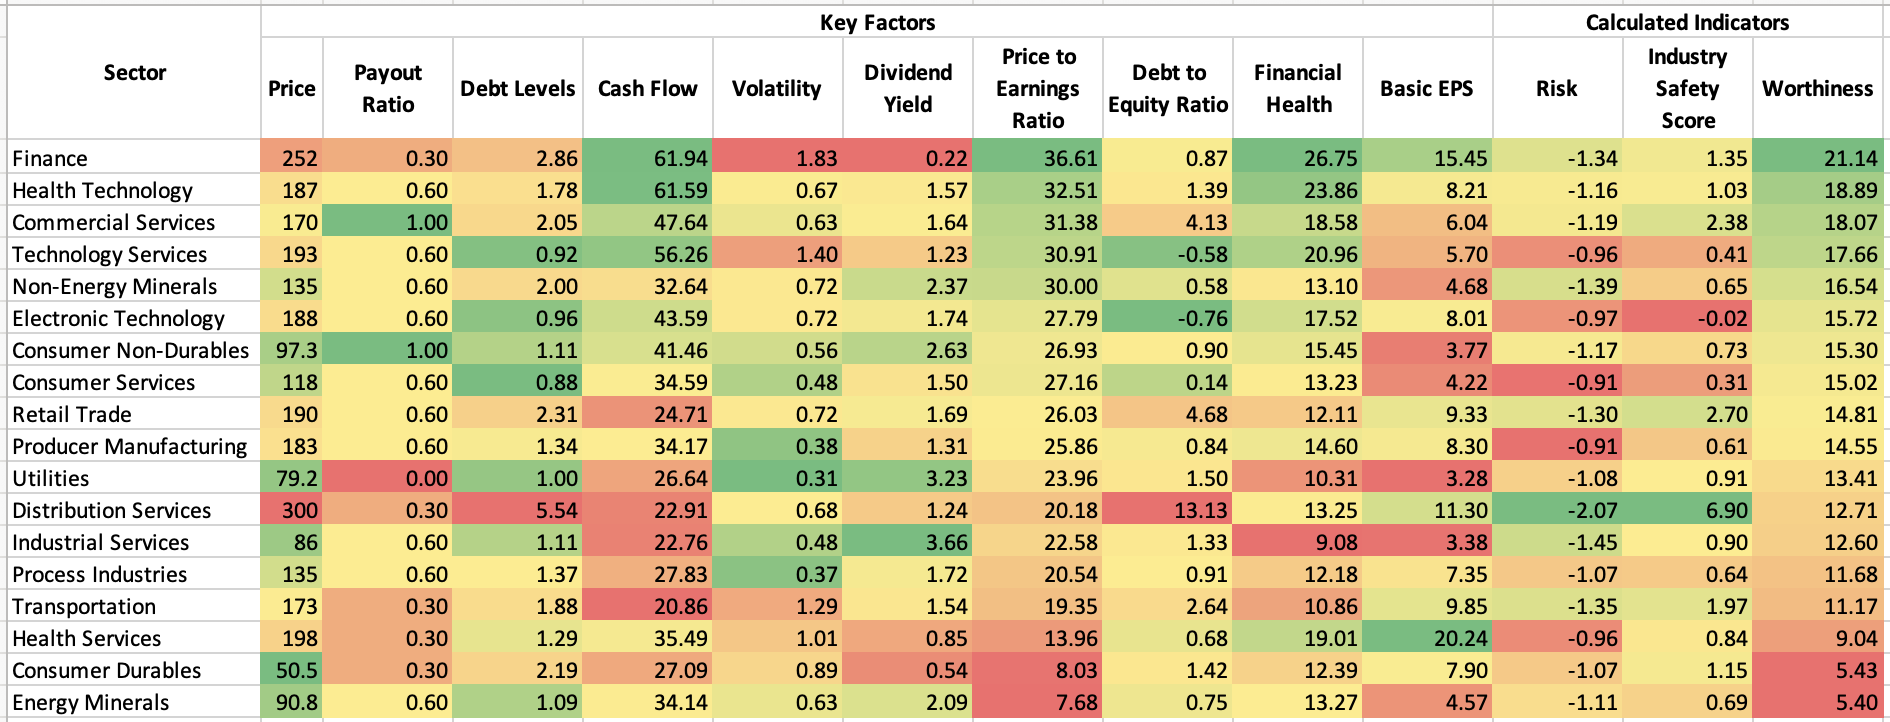 Key Factors Calculated Indicators
Sector Price Payout Ratio Debt Levels Cash Flow Volatility Dividend Yield Price to Earnings Ratio Debt to Equity Ratio Financial Health Basic EPS Risk Industry Safety Score Worthiness
Finance 252 0.30 2.86 61.94 1.83 0.22 36.61 0.87 26.75 15.45 -1.34 1.35 21.14
Health Technology 187 0.60 1.78 61.59 0.67 1.57 32.51 1.39 23.86 8.21 -1.16 1.03 18.89
Commercial Services 170 1.00 2.05 47.64 0.63 1.64 31.38 4.13 18.58 6.04 -1.19 2.38 18.07
Technology Services 193 0.60 0.92 56.26 1.40 1.23 30.91 -0.58 20.96 5.70 -0.96 0.41 17.66
Non-Energy Minerals 135 0.60 2.00 32.64 0.72 2.37 30.00 0.58 13.10 4.68 -1.39 0.65 16.54
Electronic Technology 188 0.60 0.96 43.59 0.72 1.74 27.79 -0.76 17.52 8.01 -0.97 -0.02 15.72
Consumer Non-Durables 97.3 1.00 1.11 41.46 0.56 2.63 26.93 0.90 15.45 3.77 -1.17 0.73 15.30
Consumer Services 118 0.60 0.88 34.59 0.48 1.50 27.16 0.14 13.23 4.22 -0.91 0.31 15.02
Retail Trade 190 0.60 2.31 24.71 0.72 1.69 26.03 4.68 12.11 9.33 -1.30 2.70 14.81
Producer Manufacturing 183 0.60 1.34 34.17 0.38 1.31 25.86 0.84 14.60 8.30 -0.91 0.61 14.55
Utilities 79.2 0.00 1.00 26.64 0.31 3.23 23.96 1.50 10.31 3.28 -1.08 0.91 13.41
Distribution Services 300 0.30 5.54 22.91 0.68 1.24 20.18 13.13 13.25 11.30 -2.07 6.90 12.71
Industrial Services 86 0.60 1.11 22.76 0.48 3.66 22.58 1.33 9.08 3.38 -1.45 0.90 12.60
Process Industries 135 0.60 1.37 27.83 0.37 1.72 20.54 0.91 12.18 7.35 -1.07 0.64 11.68
Transportation 173 0.30 1.88 20.86 1.29 1.54 19.35 2.64 10.86 9.85 -1.35 1.97 11.17
Health Services 198 0.30 1.29 35.49 1.01 0.85 13.96 0.68 19.01 20.24 -0.96 0.84 9.04
Consumer Durables 50.5 0.30 2.19 27.09 0.89 0.54 8.03 1.42 12.39 7.90 -1.07 1.15 5.43
Energy Minerals 90.8 0.60 1.09 34.14 0.63 2.09 7.68 0.75 13.27 4.57 -1.11 0.69 5.40